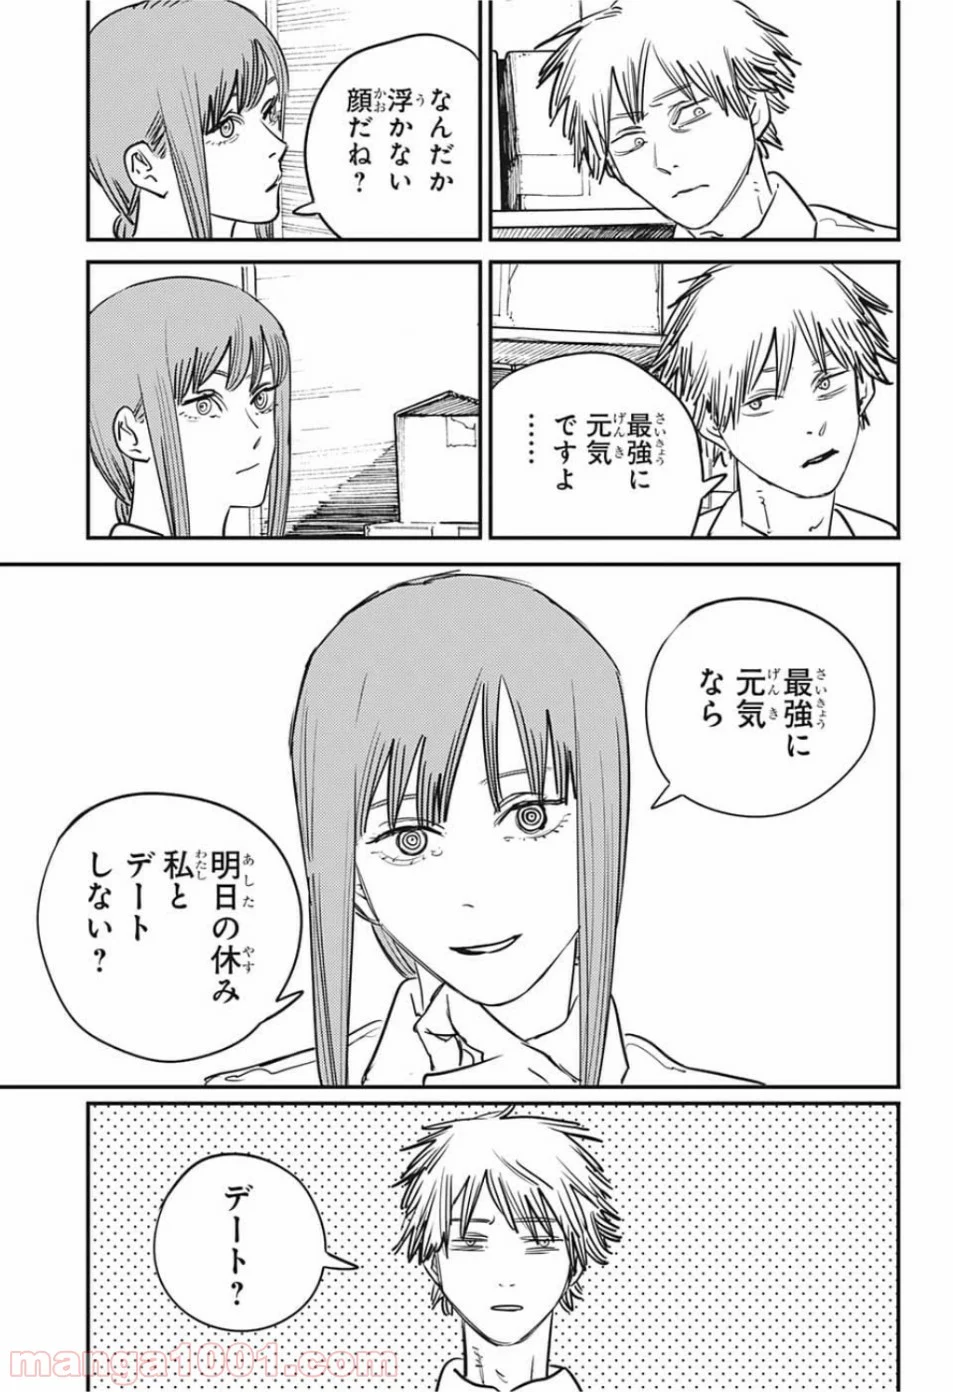 なんだか
浮かない
顔だね?
最強に
元気
ですよ
……
最強に
元気
なら
明日の休み
私と
デート
しない?
デート?
manga1001.com